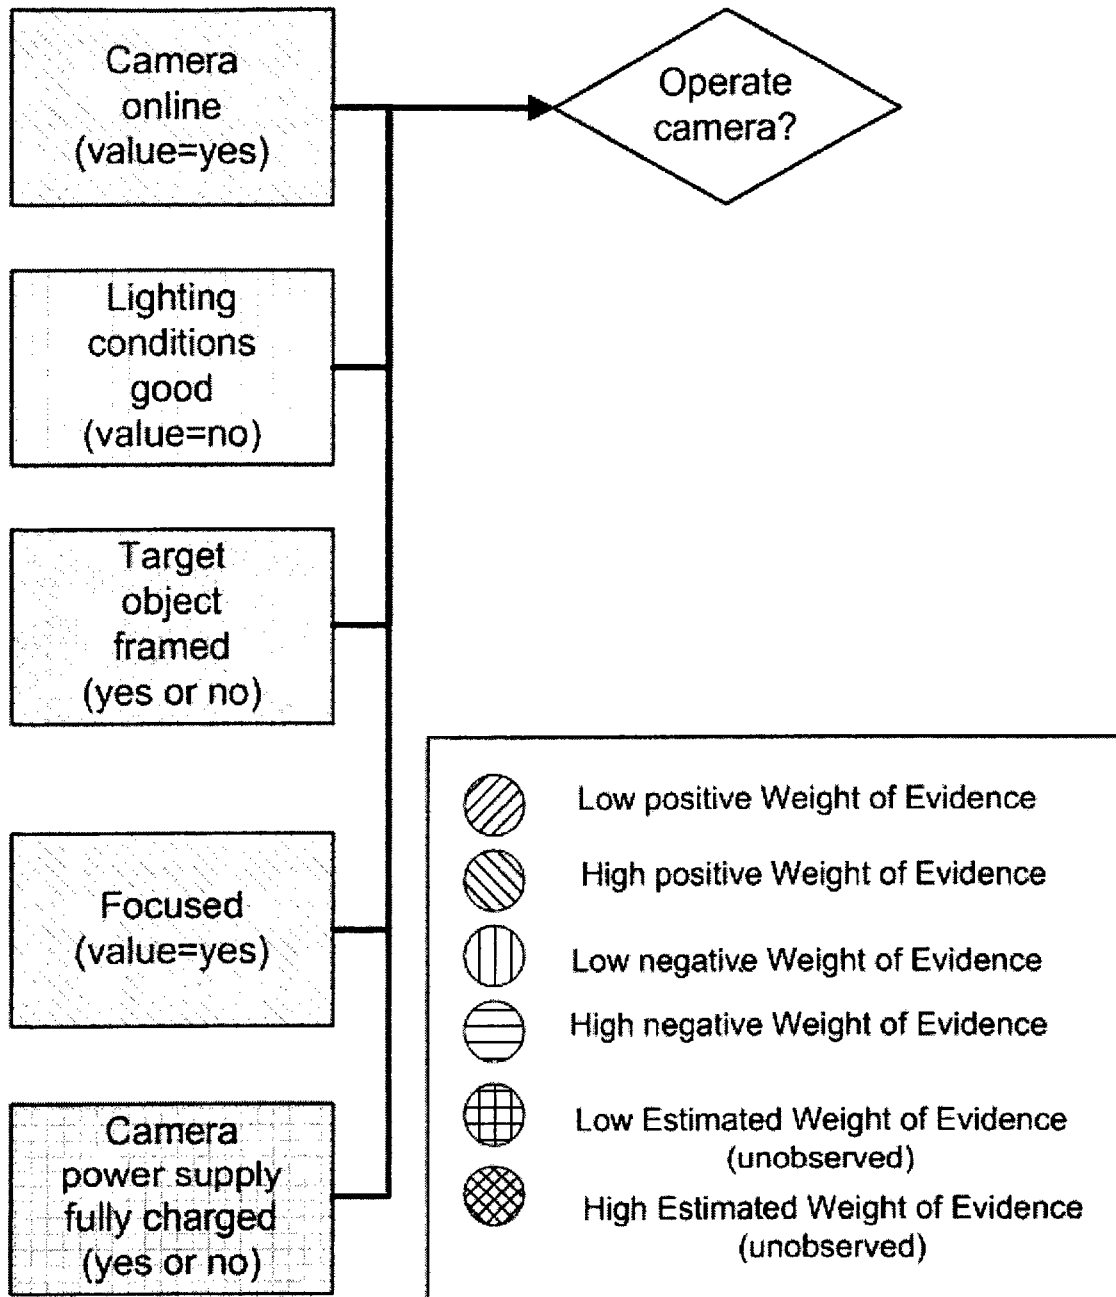 Camera
online
(value=yes)
Operate
camera?
Lighting
conditions
good
(value=no)
Target
object
framed
(yes or no)
Focused
(value=yes)
Camera
power supply
fully charged
(yes or no)
Low positive Weight of Evidence
High positive Weight of Evidence
Low negative Weight of Evidence
High negative Weight of Evidence
Low Estimated Weight of Evidence
(unobserved)
High Estimated Weight of Evidence
(unobserved)